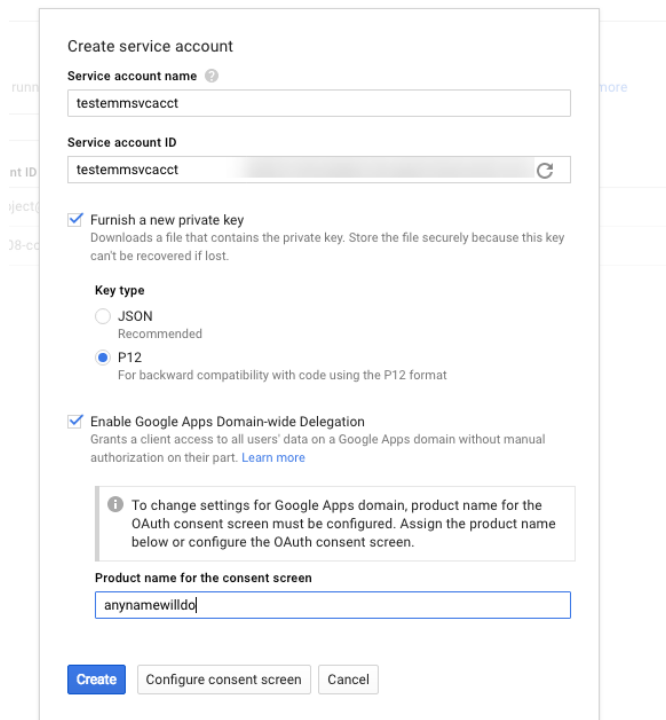 Create service account
Service account name
testemmsvcacct
Service account ID
testemmsvcacct
Furnish a new private key
Downloads a file that contains the private key. Store the file securely because this key
can't be recovered if lost.
Key type
JSON
Recommended
P12
For backward compatibility with code using the P12 format
Enable Google Apps Domain-wide Delegation
Grants a client access to all users' data on a Google Apps domain without manual
authorization on their part. Learn more
To change settings for Google Apps domain, product name for the
OAuth consent screen must be configured. Assign the product name
below or configure the OAuth consent screen.
Product name for the consent screen
anynamewilldo
Create Configure consent screen Cancel